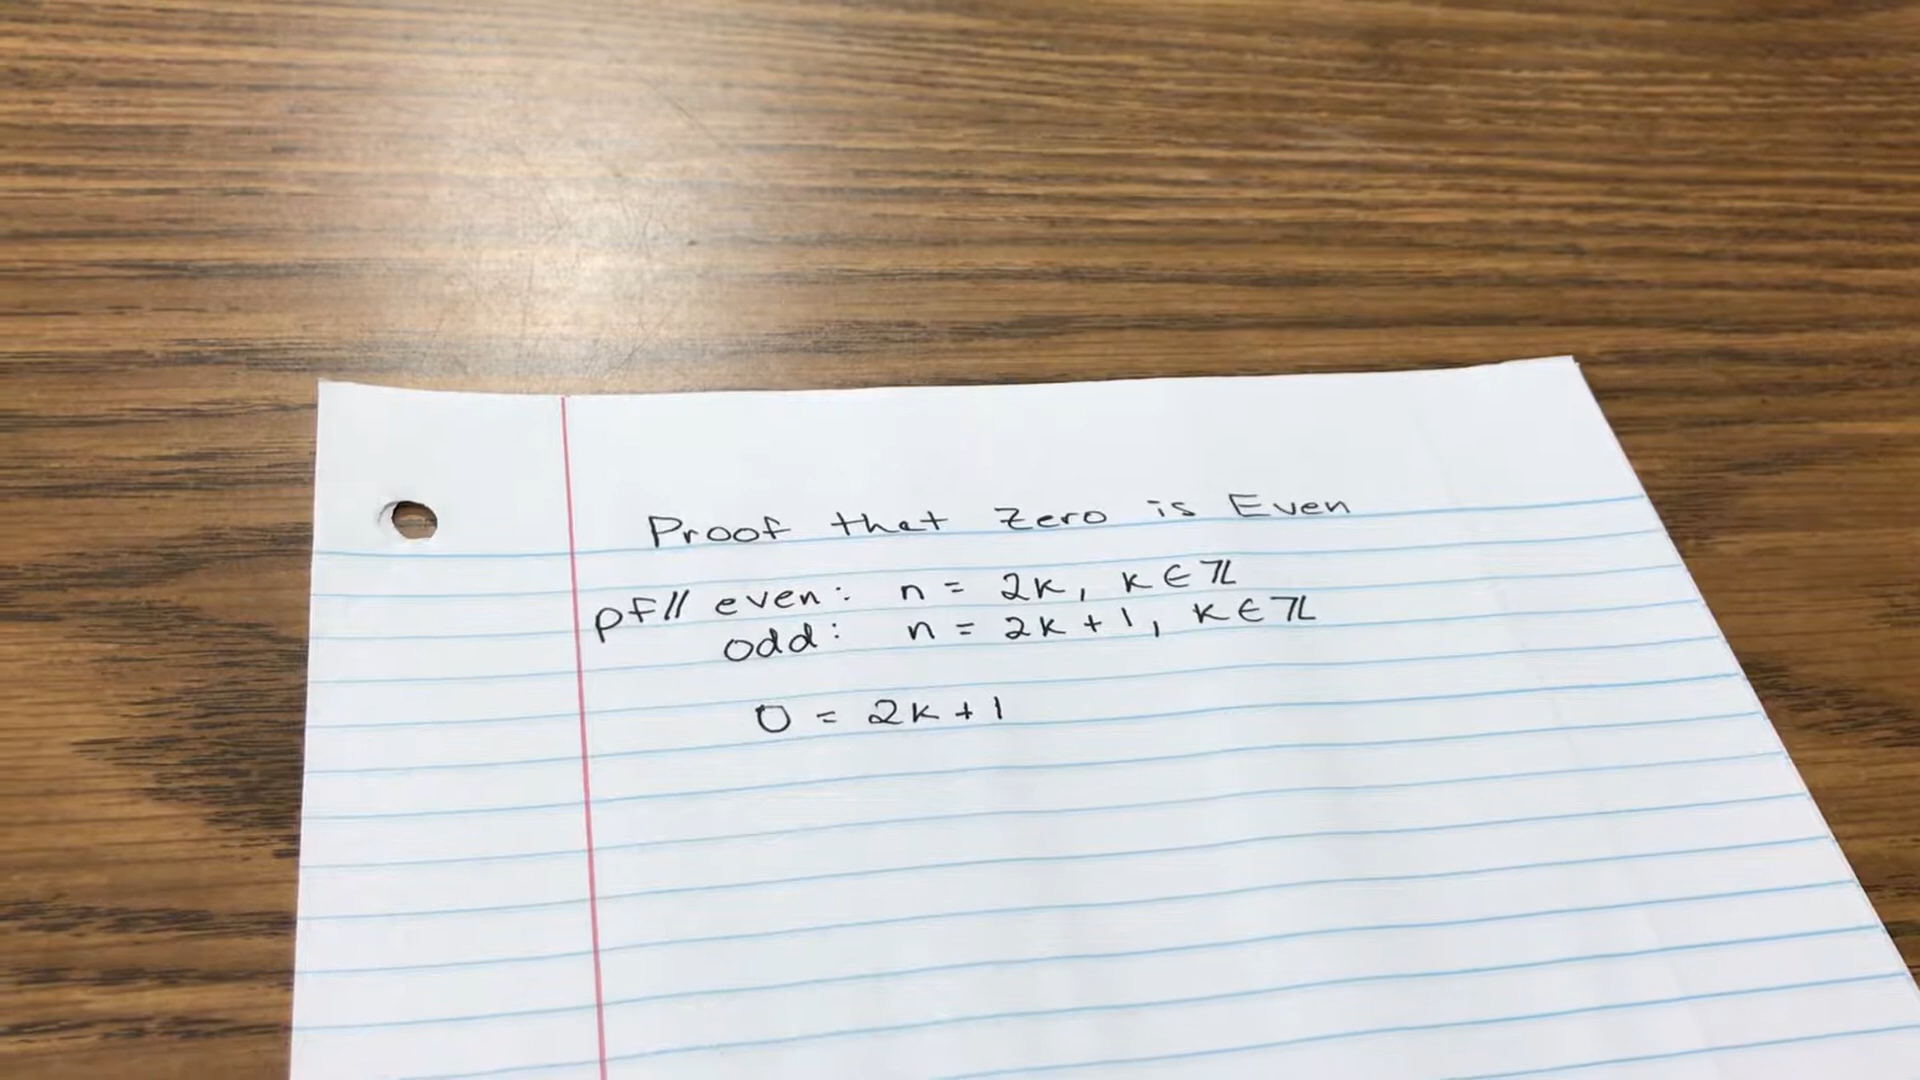 Proof that Zero is Even
pf// even: n = 2k, k ∈ ℤ
odd: n = 2k + 1, k ∈ ℤ
0 = 2k + 1